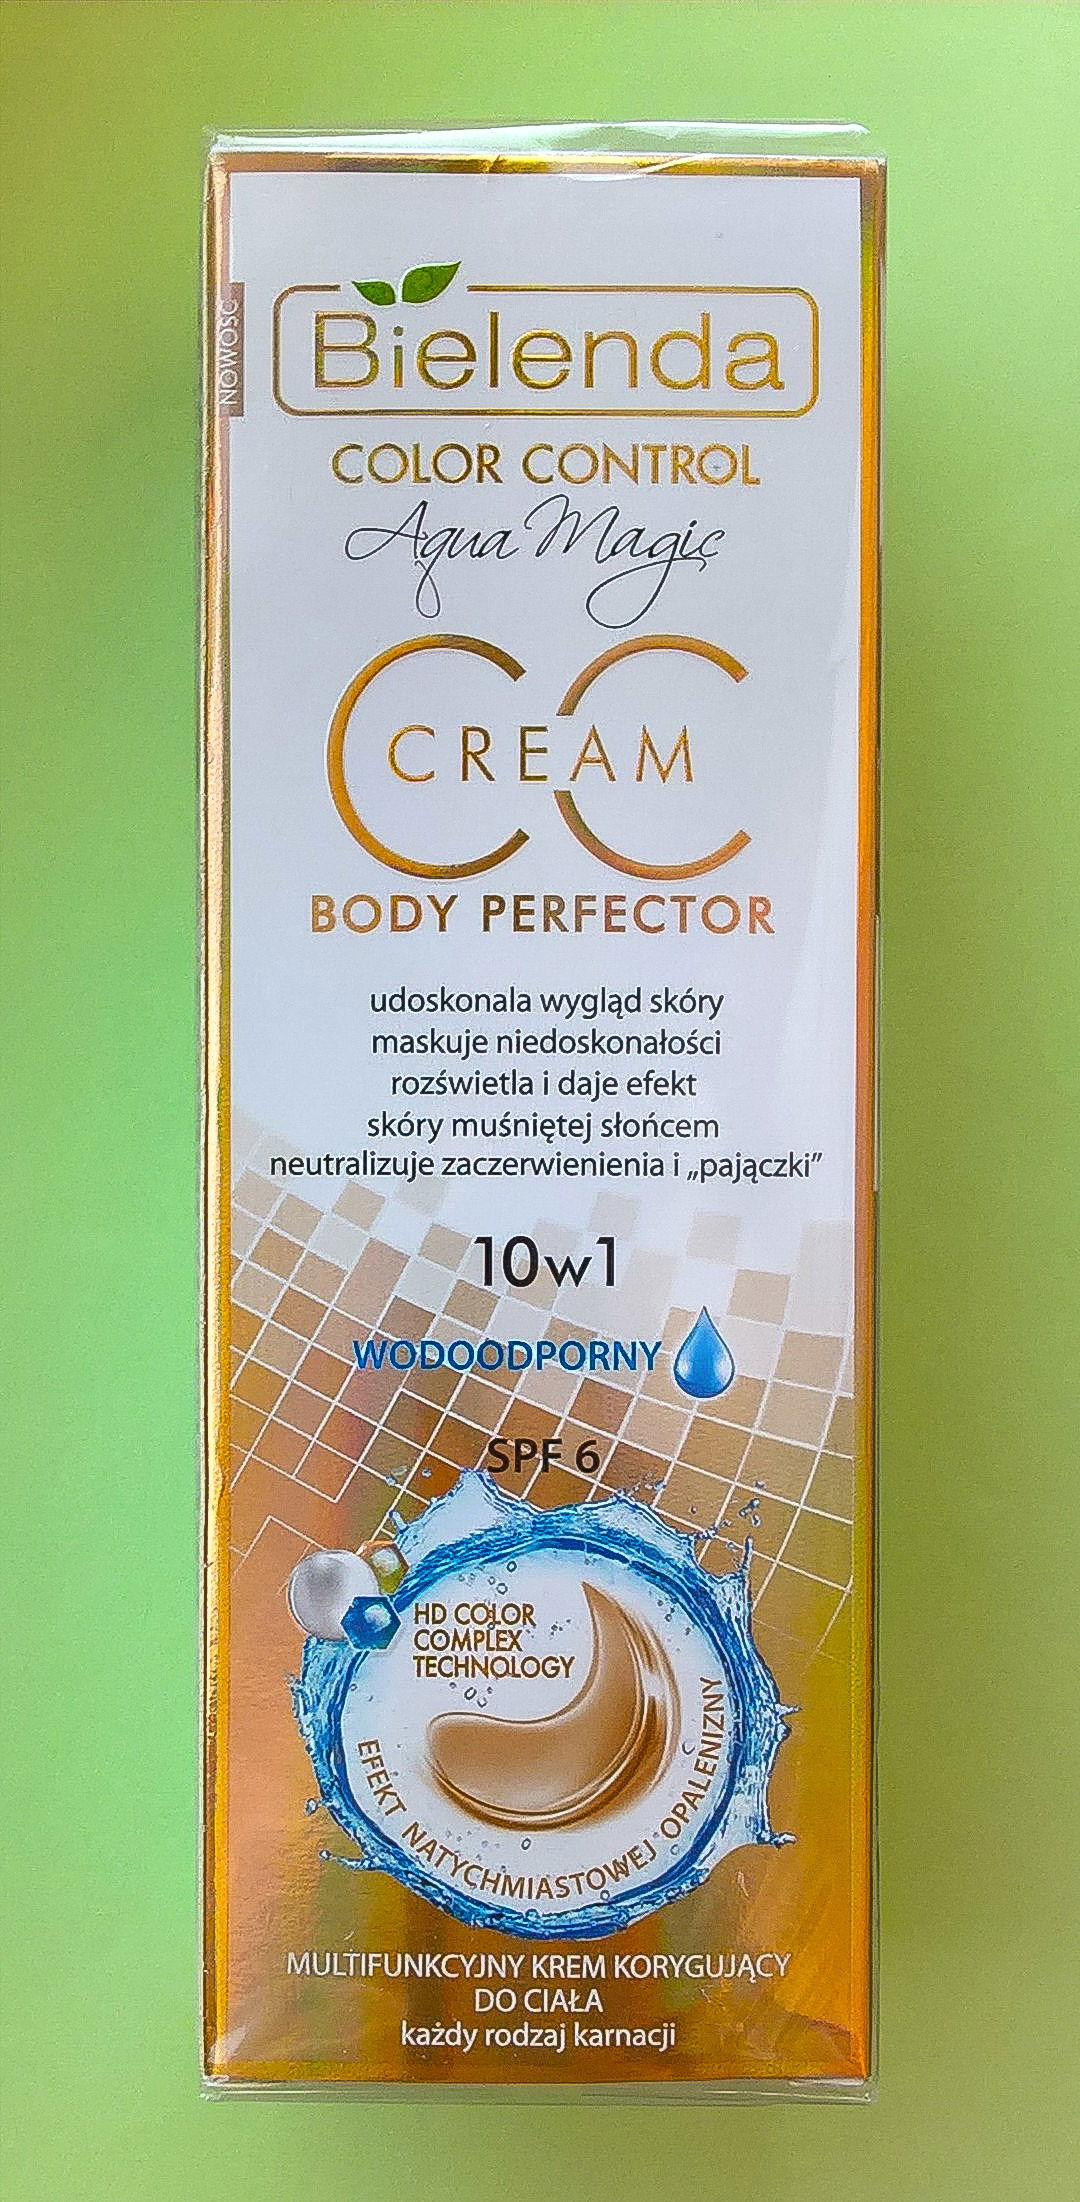 NOWOŚĆ
Bielenda
COLOR CONTROL
Aqua Magic
CC
CREAM
BODY PERFECTOR
udoskonala wygląd skóry
maskuje niedoskonałości
rozświetla i daje efekt
skóry muśniętej słońcem
neutralizuje zaczerwienienia i „pajączki”
10w1
WODOODPORNY
SPF 6
HD COLOR
COMPLEX
TECHNOLOGY
EFEKT NATYCHMIASTOWEJ OPALENIZNY
MULTIFUNKCYJNY KREM KORYGUJĄCY
DO CIAŁA
każdy rodzaj karnacji